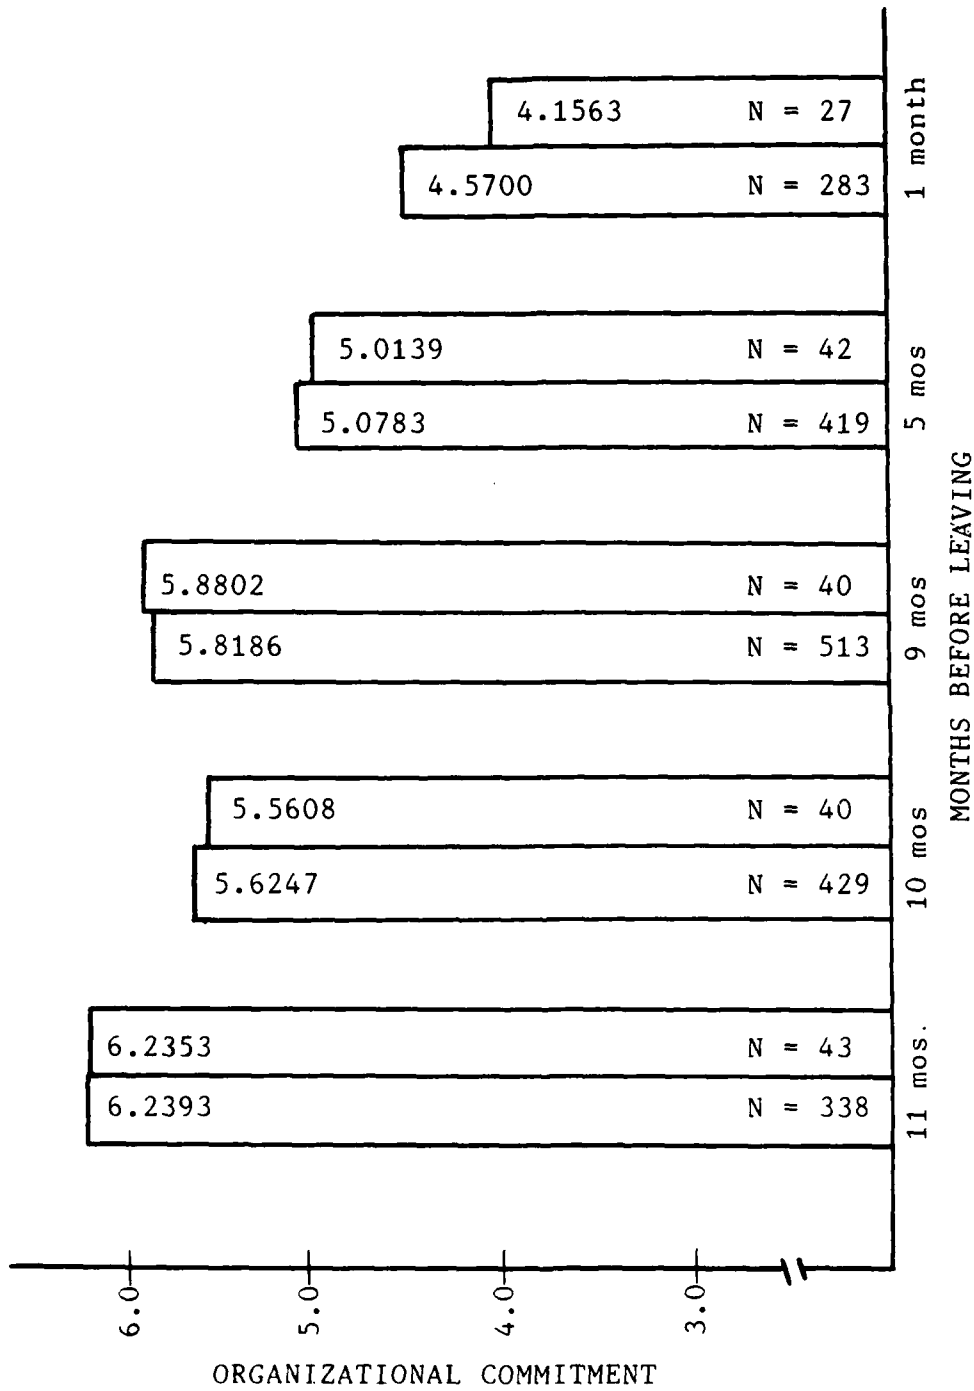 4.1563 N = 27
4.5700 N = 283
1 month
5.0139 N = 42
5.0783 N = 419
5 mos
5.8802 N = 40
5.8186 N = 513
9 mos
5.5608 N = 40
5.6247 N = 429
10 mos
6.2353 N = 43
6.2393 N = 338
11 mos.
MONTHS BEFORE LEAVING
6.0
5.0
4.0
3.0
ORGANIZATIONAL COMMITMENT